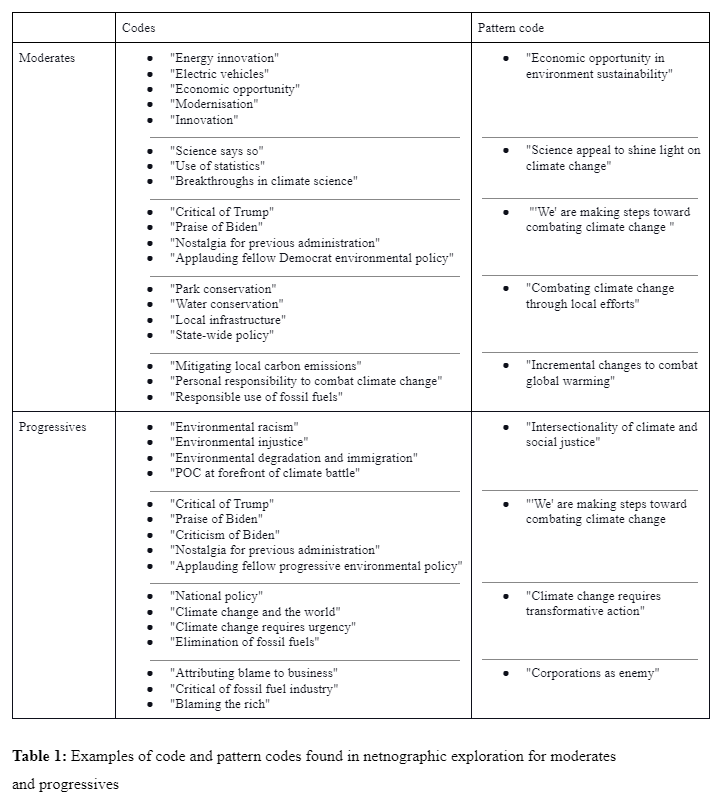 Codes
Pattern code
Moderates
"Energy innovation"
"Electric vehicles"
"Economic opportunity"
"Modernisation"
"Innovation"
"Economic opportunity in
environment sustainability"
"Science says so"
"Use of statistics"
"Breakthroughs in climate science"
"Science appeal to shine light on
climate change"
"Critical of Trump"
"Praise of Biden"
"Nostalgia for previous administration"
"Applauding fellow Democrat environmental policy"
"'We' are making steps toward
combating climate change "
"Park conservation"
"Water conservation"
"Local infrastructure"
"State-wide policy"
"Combating climate change
through local efforts"
"Mitigating local carbon emissions"
"Personal responsibility to combat climate change"
"Responsible use of fossil fuels"
"Incremental changes to combat
global warming"
Progressives
"Environmental racism"
"Environmental injustice"
"Environmental degradation and immigration"
"POC at forefront of climate battle"
"Intersectionality of climate and
social justice"
"Critical of Trump"
"Praise of Biden"
"Criticism of Biden"
"Nostalgia for previous administration"
"Applauding fellow progressive environmental policy"
"'We' are making steps toward
combating climate change
"National policy"
"Climate change and the world"
"Climate change requires urgency"
"Elimination of fossil fuels"
"Climate change requires
transformative action"
"Attributing blame to business"
"Critical of fossil fuel industry"
"Blaming the rich"
"Corporations as enemy"
Table 1: Examples of code and pattern codes found in netnographic exploration for moderates
and progressives